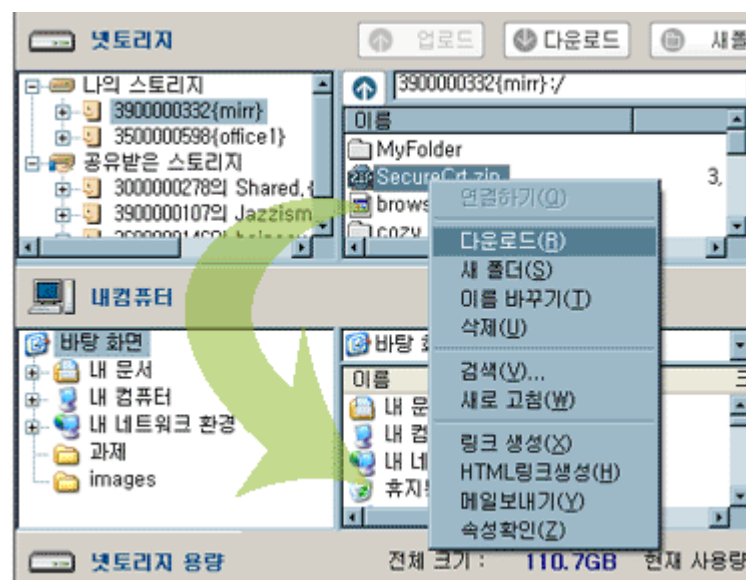 넷토리지
업로드
다운로드
새폴
나의 스토리지
3900000332{mirr}
3500000598{office1}
공유받은 스토리지
3000000278의 Shared,
3900000107의 Jazzism
3900000332{mirr}:/
이름
MyFolder
SecureCrt.zip
3,
brows
cozy
연결하기(Q)
다운로드(R)
새 폴더(S)
이름 바꾸기(T)
삭제(U)
검색(V)...
새로 고침(W)
링크 생성(X)
HTML링크생성(H)
메일보내기(Y)
속성확인(Z)
내컴퓨터
바탕 화면
내 문서
내 컴퓨터
내 네트워크 환경
과제
images
바탕
이름
크
내 문
내 컴
내 네
휴지통
넷토리지 용량
전체 크기 :
110.7GB
현재 사용량